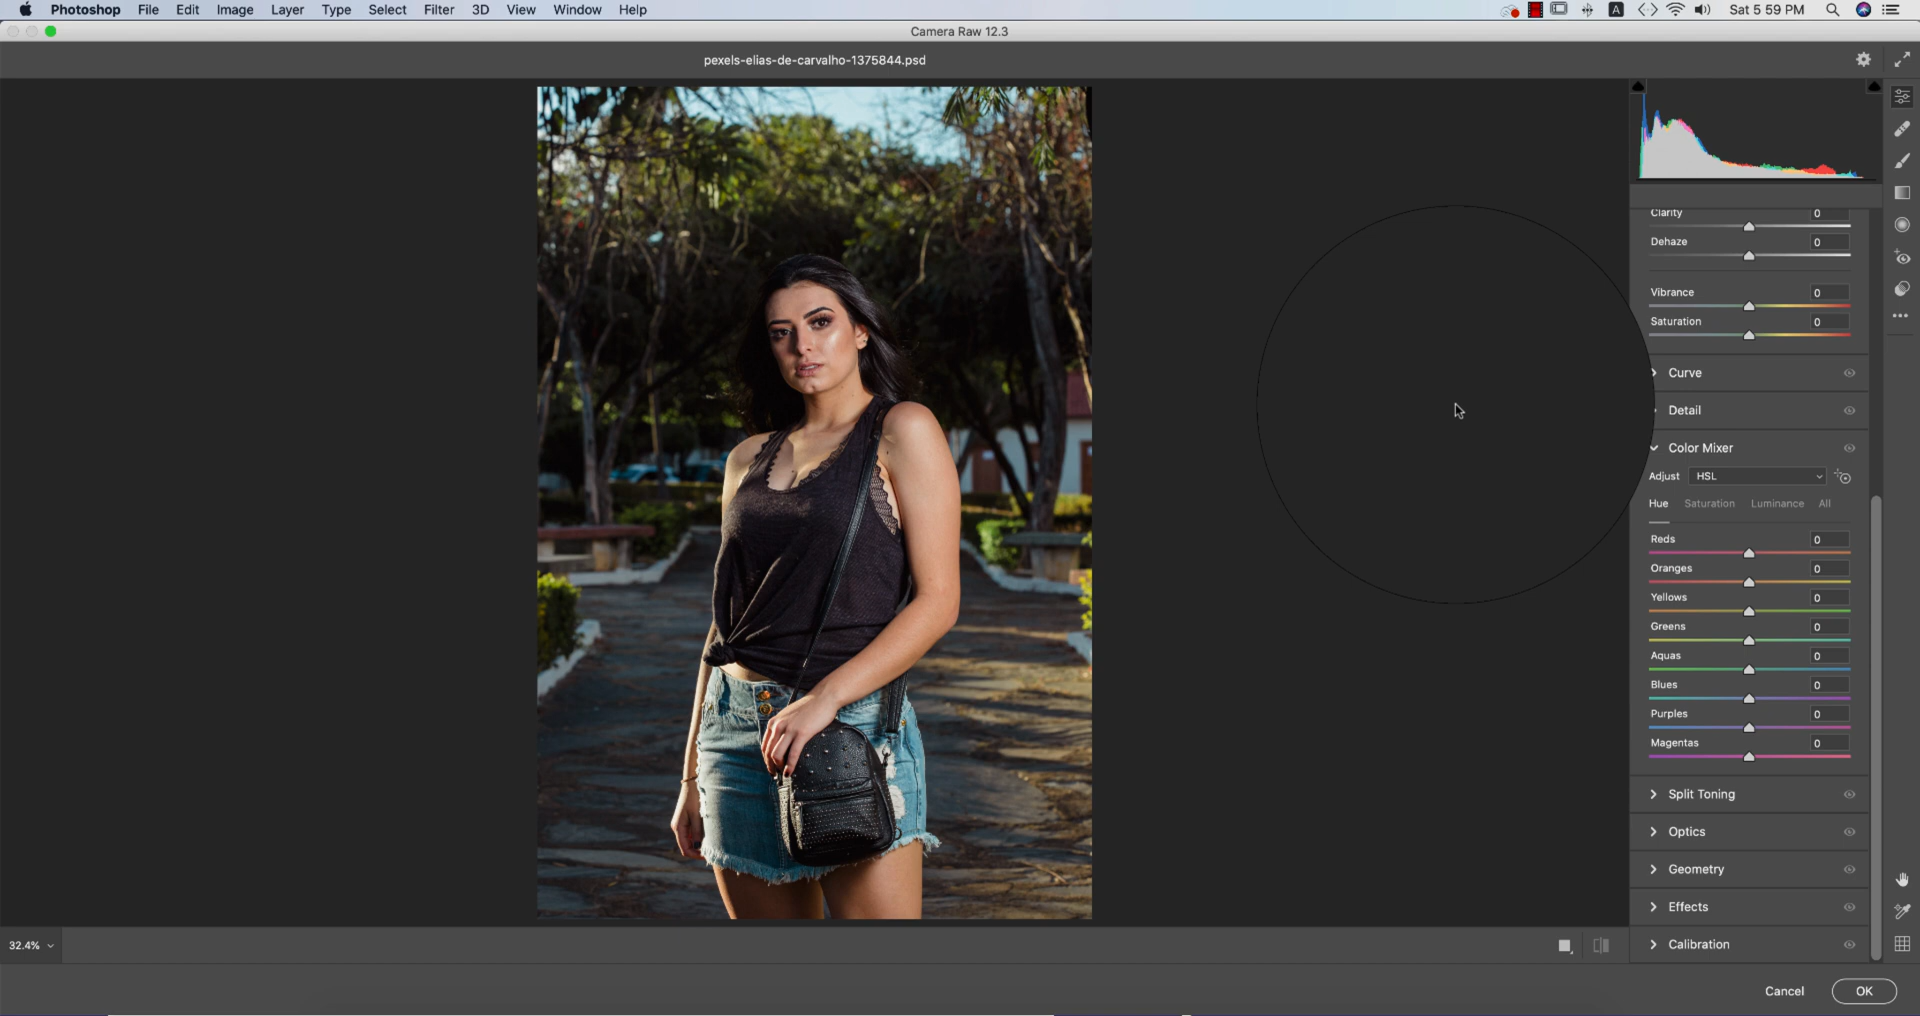 Photoshop File Edit Image Layer Type Select Filter 3D View Window Help A Sat 5 59 PM
Camera Raw 12.3
pexels-elias-de-carvalho-1375844.psd
Clarity 0
Dehaze 0
Vibrance 0
Saturation 0
Curve
Detail
Color Mixer
Adjust HSL
Hue Saturation Luminance All
Reds 0
Oranges 0
Yellows 0
Greens 0
Aquas 0
Blues 0
Purples 0
Magentas 0
Split Toning
Optics
Geometry
Effects
Calibration
32.4%
Cancel OK